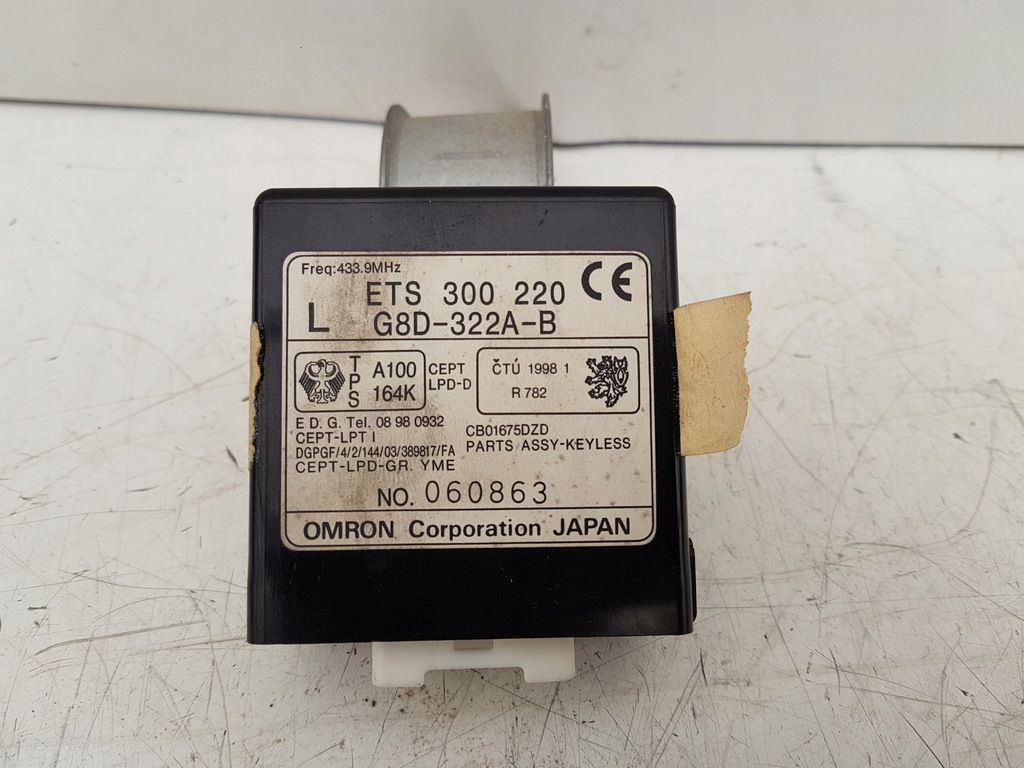 Freq:433.9MHz
L
ETS 300 220
G8D-322A-B
CE
TPS
A100
164K
CEPT
LPD-D
ČTÚ 1998 1
R 782
E D. G. Tel. 08 98 0932
CEPT-LPT I
DGPGF/4/2/144/03/389817/FA
CEPT-LPD-GR. YME
CB01675DZD
PARTS ASSY-KEYLESS
NO. 060863
OMRON Corporation JAPAN